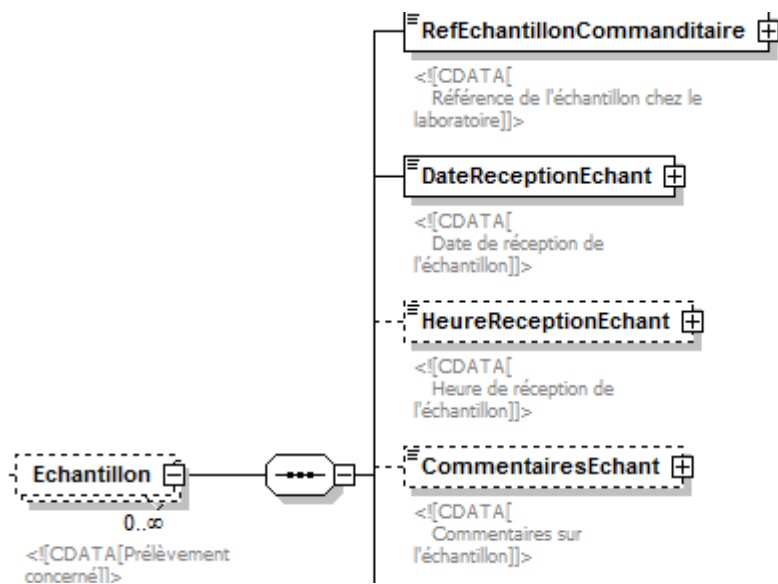 RefEchantillonCommanditaire
<![CDATA[
Référence de l'échantillon chez le
laboratoire]]>
DateReceptionEchant
<![CDATA[
Date de réception de
l'échantillon]]>
HeureReceptionEchant
<![CDATA[
Heure de réception de
l'échantillon]]>
Echantillon
0..∞
<![CDATA[Prélèvement
concerné]]>
CommentairesEchant
<![CDATA[
Commentaires sur
l'échantillon]]>